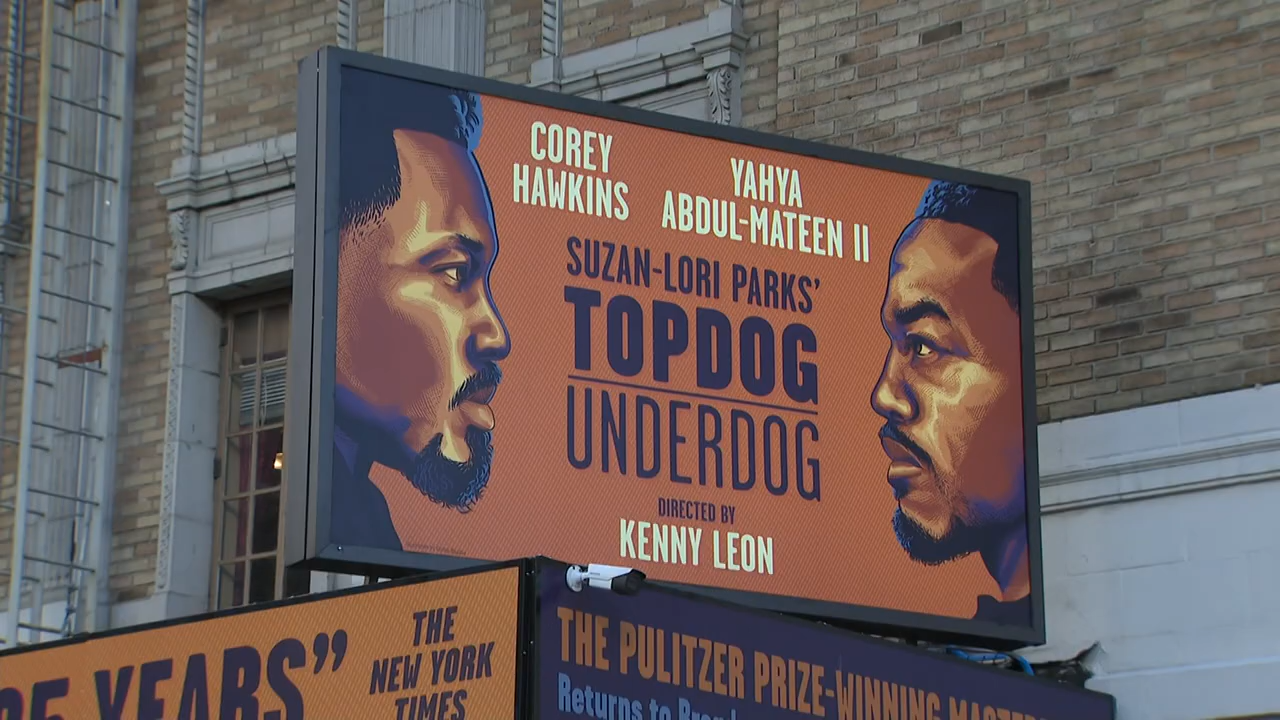 COREY
HAWKINS
YAHYA
ABDUL-MATEEN II
SUZAN-LORI PARKS'
TOPDOG
UNDERDOG
DIRECTED BY
KENNY LEON
YEARS”
THE
NEW YORK
TIMES
THE PULITZER PRIZE-WINNING
Returns to